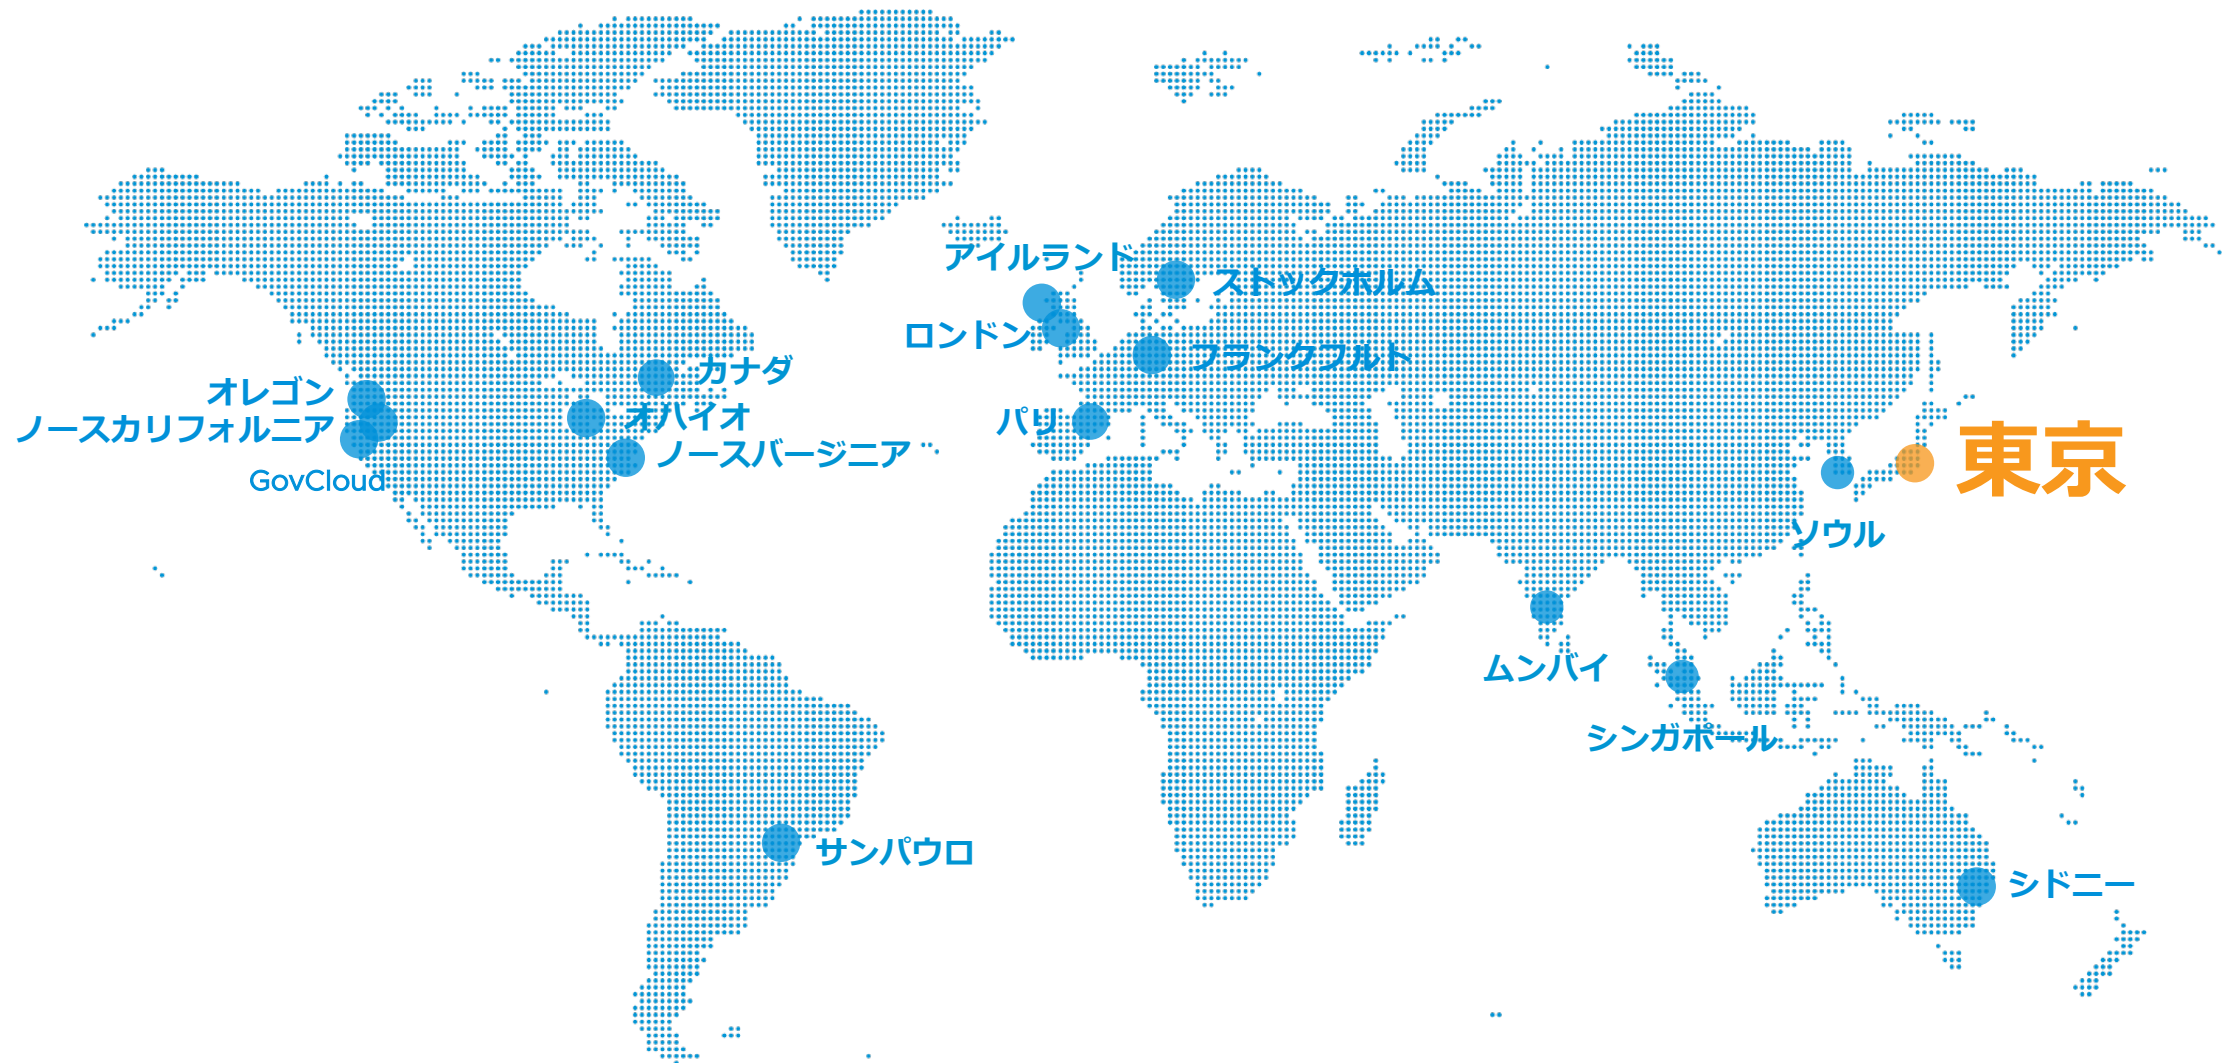 アイルランド
ストックホルム
ロンドン
フランクフルト
カナダ
オレゴン
オハイオ
パリ
ノースカリフォルニア
ノースバージニア
東京
GovCloud
ソウル
ムンバイ
シンガポール
サンパウロ
シドニー